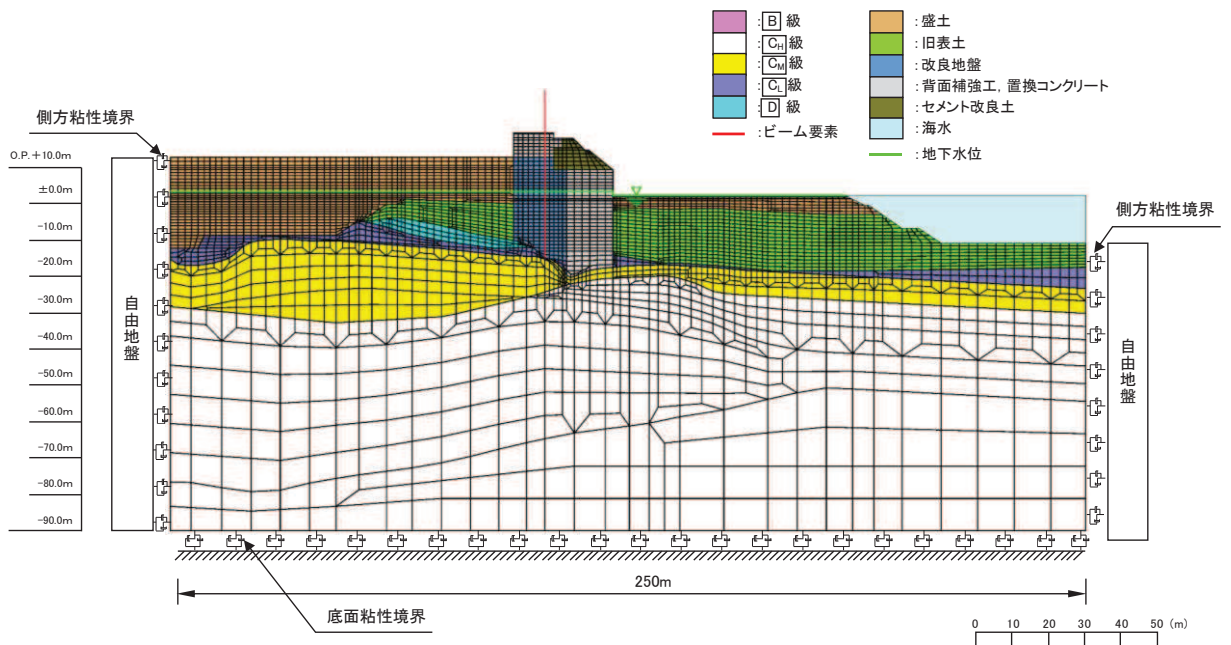 :B 級
:CH級
:CM級
:CL級
:D 級
:ビーム要素
:盛土
:旧表土
:改良地盤
:背面補強工, 置換コンクリート
:セメント改良土
:海水
:地下水位
側方粘性境界
O.P.+10.0m
±0.0m
-10.0m
-20.0m
-30.0m
-40.0m
-50.0m
-60.0m
-70.0m
-80.0m
-90.0m
自由地盤
側方粘性境界
自由地盤
250m
底面粘性境界
0 10 20 30 40 50 (m)